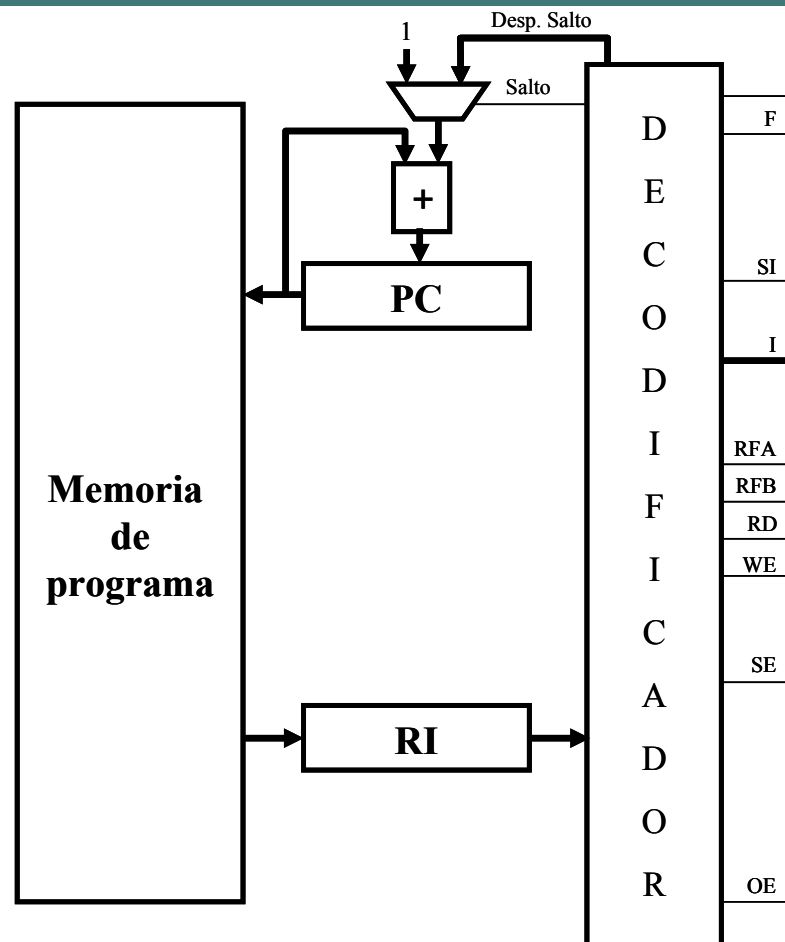 1
Desp. Salto
Salto
+
PC
Memoria
de
programa
RI
D
E
C
O
D
I
F
I
C
A
D
O
R
F
SI
I
RFA
RFB
RD
WE
SE
OE